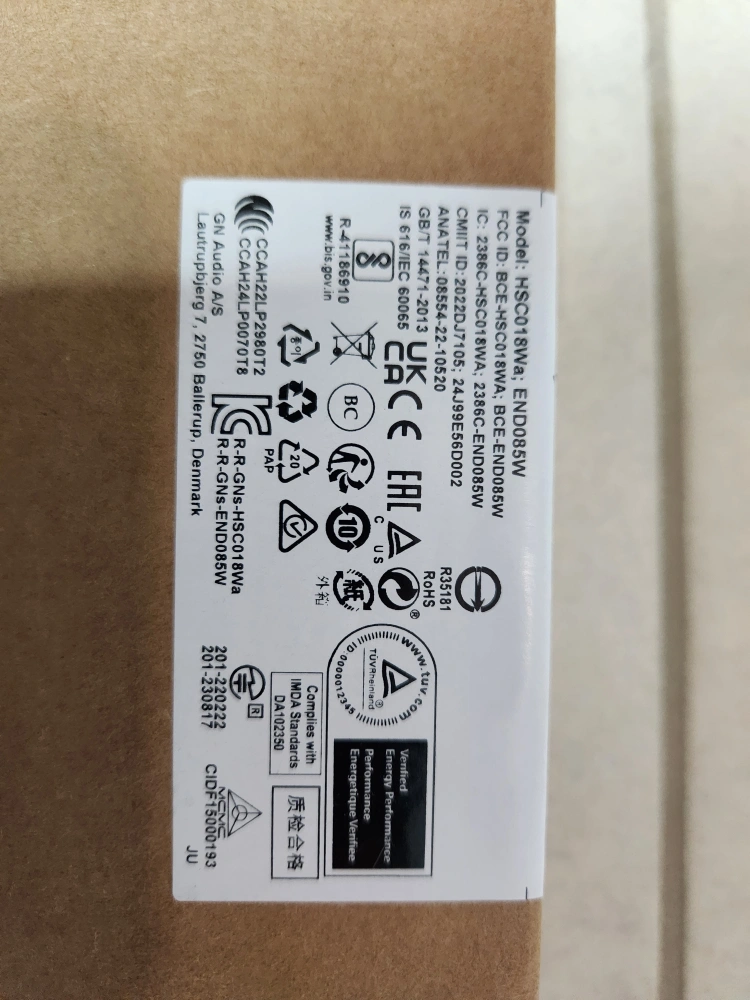 Model: HSC018Wa; END085W
FCC ID: BCE-HSC018WA; BCE-END085W
IC: 2386C-HSC018WA; 2386C-END085W
CMIIT ID:2022DJ7105; 24J99E56D002
ANATEL:08554-22-10520
GB/T 14471-2013
IS 616/IEC 60065
R-41186910
www.bis.gov.in
UK
CA
CE
EAC
C US
R35181
RoHS
BC
10
®
紙
外箱
종이
20
PAP
www.tuv.com
TÜVRheinland®
ID 0000012345
Verified
Energy Performance
Performance
Energetique Verifiee
Complies with
IMDA Standards
DA102350
质检合格
CCAH22LP2980T2
CCAH24LP0070T8
GN Audio A/S
Lautrupbjerg 7, 2750 Ballerup, Denmark
R-R-GNs-HSC018Wa
R-R-GNs-END085W
R
201-220222
201-230817
MCMC
CIDF15000193
JU